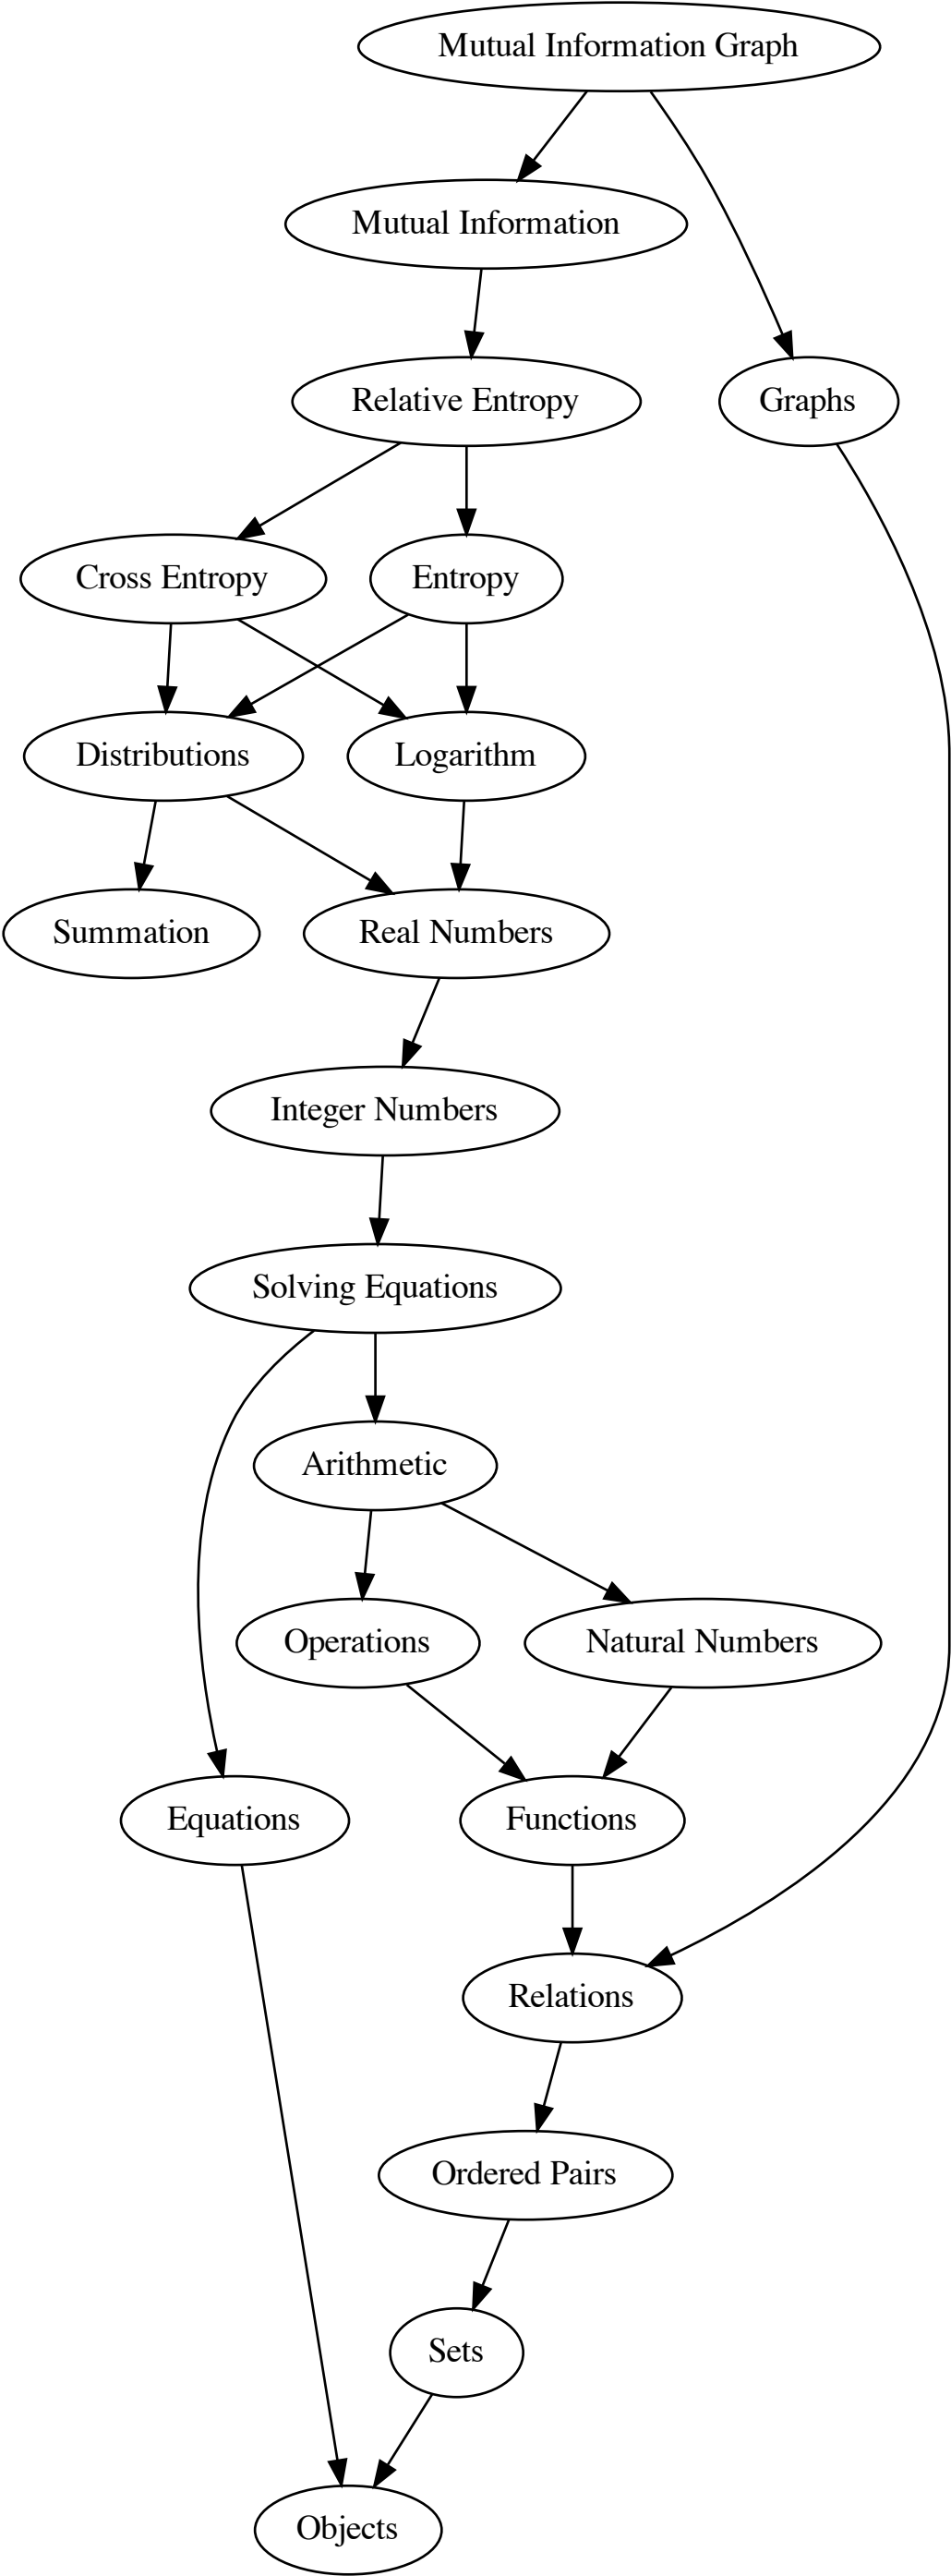 Mutual Information Graph
Mutual Information
Relative Entropy
Graphs
Cross Entropy
Entropy
Distributions
Logarithm
Summation
Real Numbers
Integer Numbers
Solving Equations
Arithmetic
Operations
Natural Numbers
Equations
Functions
Relations
Ordered Pairs
Sets
Objects